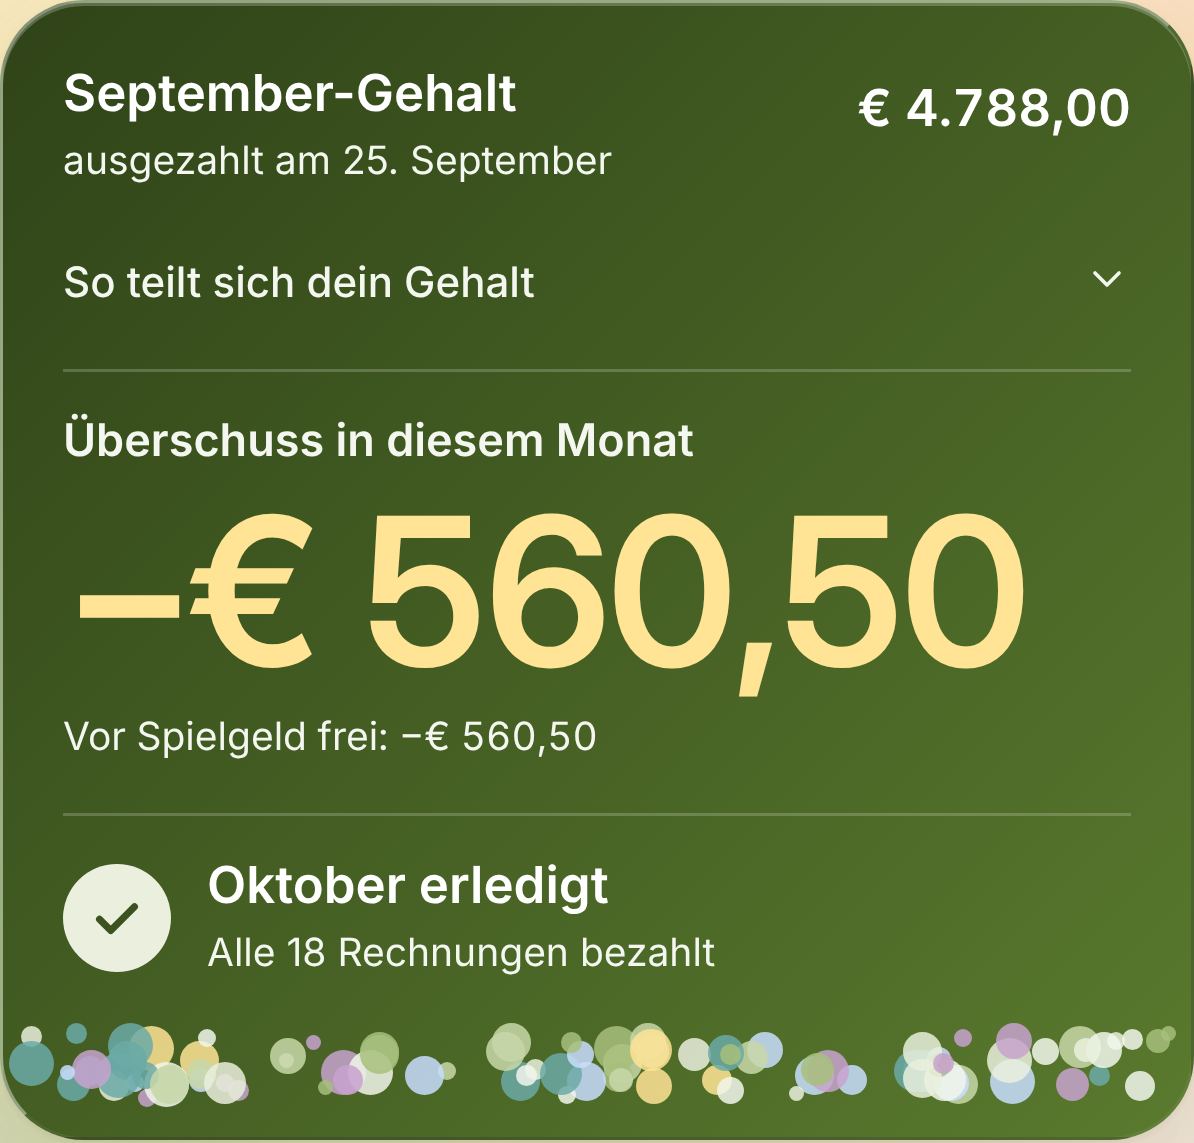 September-Gehalt
€ 4.788,00
ausgezahlt am 25. September
So teilt sich dein Gehalt
Überschuss in diesem Monat
−€ 560,50
Vor Spielgeld frei: −€ 560,50
Oktober erledigt
Alle 18 Rechnungen bezahlt